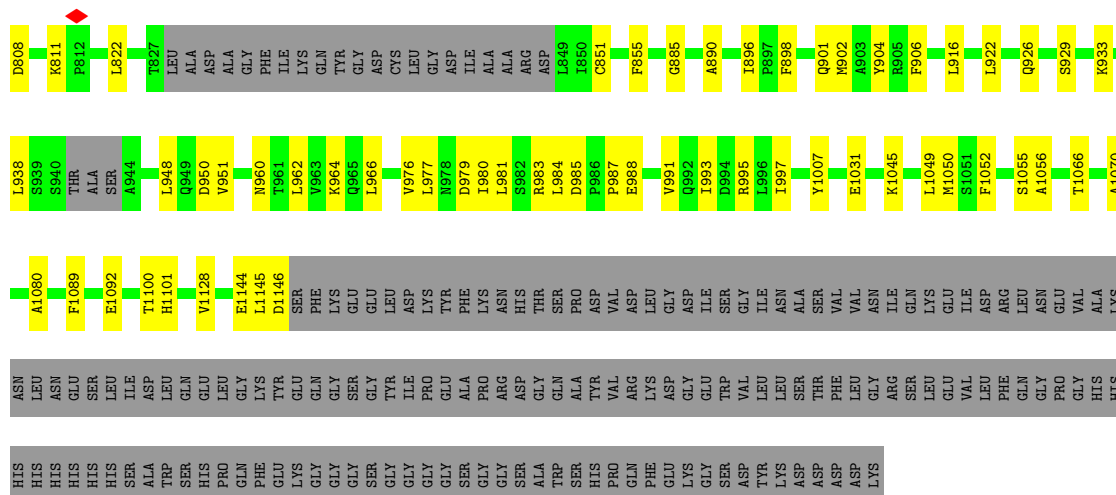 D808 K811 P812 L822 T827 LEU ALA ASP ALA GLY PHE ILE LYS GLN TYR GLY ASP CYS LEU GLY ASP ILE ALA ALA ARG ASP L849 I850 C851 F855 G885 A890 I896 P897 F898 Q901 M902 A903 Y904 R905 F906 L916 L922 Q926 S929 K933
L938 S939 S940 THR ALA SER A944 L948 Q949 D950 V951 N960 T961 L962 V963 K964 Q965 L966 V976 L977 N978 D979 I980 L981 S982 R983 L984 D985 P986 P987 E988 V991 Q992 I993 D994 R995 L996 I997 Y1007 E1031 K1045 L1049 M1050 S1051 F1052 S1055 A1056 T1066 A1070
A1080 F1089 E1092 T1100 H1101 V1128 E1144 L1145 D1146 SER PHE LYS GLU GLU LEU ASP LYS TYR PHE LYS ASN HIS THR SER PRO ASP VAL ASP LEU GLY ASP ILE SER GLY ILE ASN ALA SER VAL VAL ASN ILE GLN LYS GLU ILE ASP ARG LEU ASN GLU VAL ALA LYS
ASN LEU ASN GLU SER LEU ILE ASP LEU GLN GLU LEU GLY LYS TYR GLU GLN GLY SER GLY TYR ILE PRO GLU ALA PRO ARG ASP GLY GLN ALA TYR VAL ARG LYS ASP GLY GLU TRP VAL LEU LEU SER THR PHE LEU GLY ARG SER LEU GLU VAL LEU PHE GLN GLY PRO GLY HIS HIS
HIS HIS HIS HIS HIS HIS SER ALA TRP SER HIS PRO GLN PHE GLU LYS GLY GLY GLY SER GLY GLY GLY GLY SER GLY GLY SER ALA TRP SER HIS PRO GLN PHE GLU LYS GLY SER ASP TYR LYS ASP ASP ASP ASP LYS